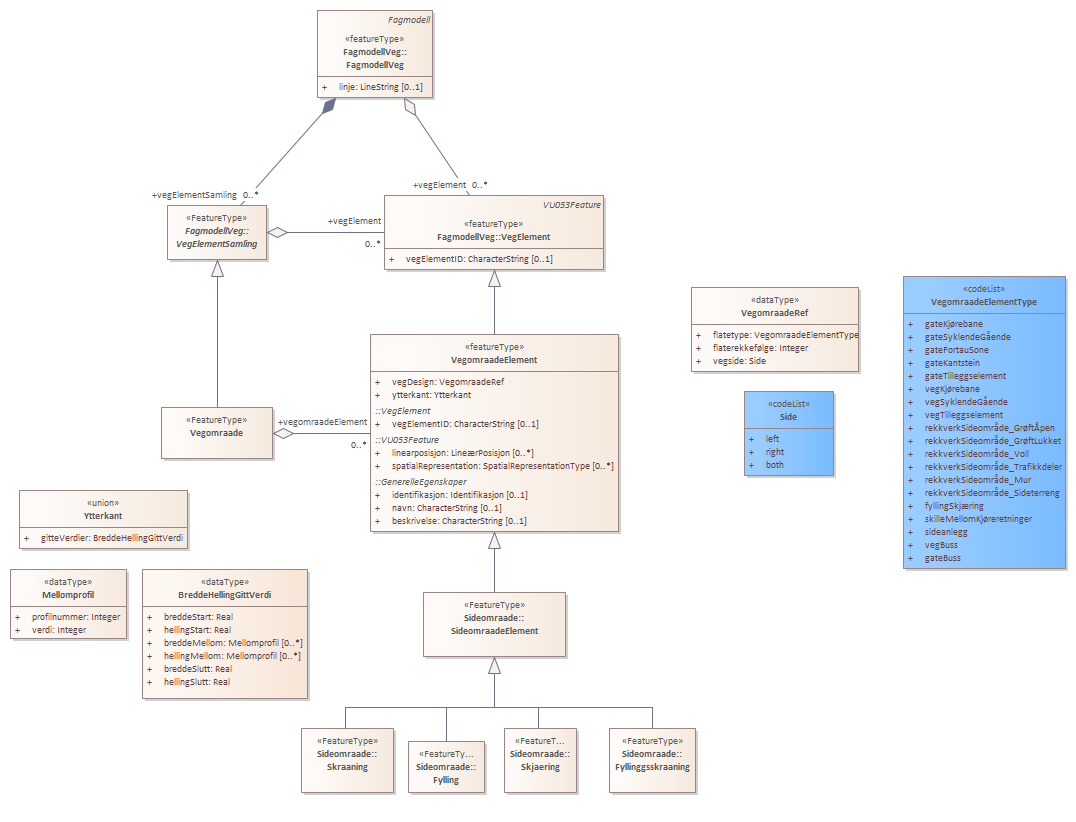 Fagmodell
«featureType»
FagmodellVeg::
FagmodellVeg
+ linje: LineString [0..1]
+vegElementSamling 0..*
+vegElement 0..*
«FeatureType»
FagmodellVeg::
VegElementSamling
+vegElement
0..*
VU053Feature
«featureType»
FagmodellVeg::VegElement
+ vegElementID: CharacterString [0..1]
«featureType»
VegomraadeElement
+ vegDesign: VegomraadeRef
+ ytterkant: Ytterkant
::VegElement
+ vegElementID: CharacterString [0..1]
::VU053Feature
+ linearposisjon: LineærPosisjon [0..*]
+ spatialRepresentation: SpatialRepresentationType [0..*]
::GenerelleEgenskaper
+ identifikasjon: Identifikasjon [0..1]
+ navn: CharacterString [0..1]
+ beskrivelse: CharacterString [0..1]
«FeatureType»
Vegomraade
+vegomraadeElement
0..*
«dataType»
VegomraadeRef
+ flatetype: VegomraadeElementType
+ flaterekkefølge: Integer
+ vegside: Side
«codeList»
Side
+ left
+ right
+ both
«codeList»
VegomraadeElementType
+ gateKjørebane
+ gateSyklendeGående
+ gateFortauSone
+ gateKantstein
+ gateTilleggselement
+ vegKjørebane
+ vegSyklendeGående
+ vegTilleggselement
+ rekkverkSideområde_GrøftÅpen
+ rekkverkSideområde_GrøftLukket
+ rekkverkSideområde_Voll
+ rekkverkSideområde_Trafikkdeler
+ rekkverkSideområde_Mur
+ rekkverkSideområde_Sideterreng
+ fyllingSkjæring
+ skilleMellomKjøreretninger
+ sideanlegg
+ vegBuss
+ gateBuss
«union»
Ytterkant
+ gitteVerdier: BreddeHellingGittVerdi
«dataType»
Mellomprofil
+ profilnummer: Integer
+ verdi: Integer
«dataType»
BreddeHellingGittVerdi
+ breddeStart: Real
+ hellingStart: Real
+ breddeMellom: Mellomprofil [0..*]
+ hellingMellom: Mellomprofil [0..*]
+ breddeSlutt: Real
+ hellingSlutt: Real
«FeatureType»
Sideomraade::
SideomraadeElement
«FeatureType»
Sideomraade::
Skraaning
«FeatureTy...
Sideomraade::
Fylling
«FeatureT...
Sideomraade::
Skjaering
«FeatureType»
Sideomraade::
Fyllinggsskraaning